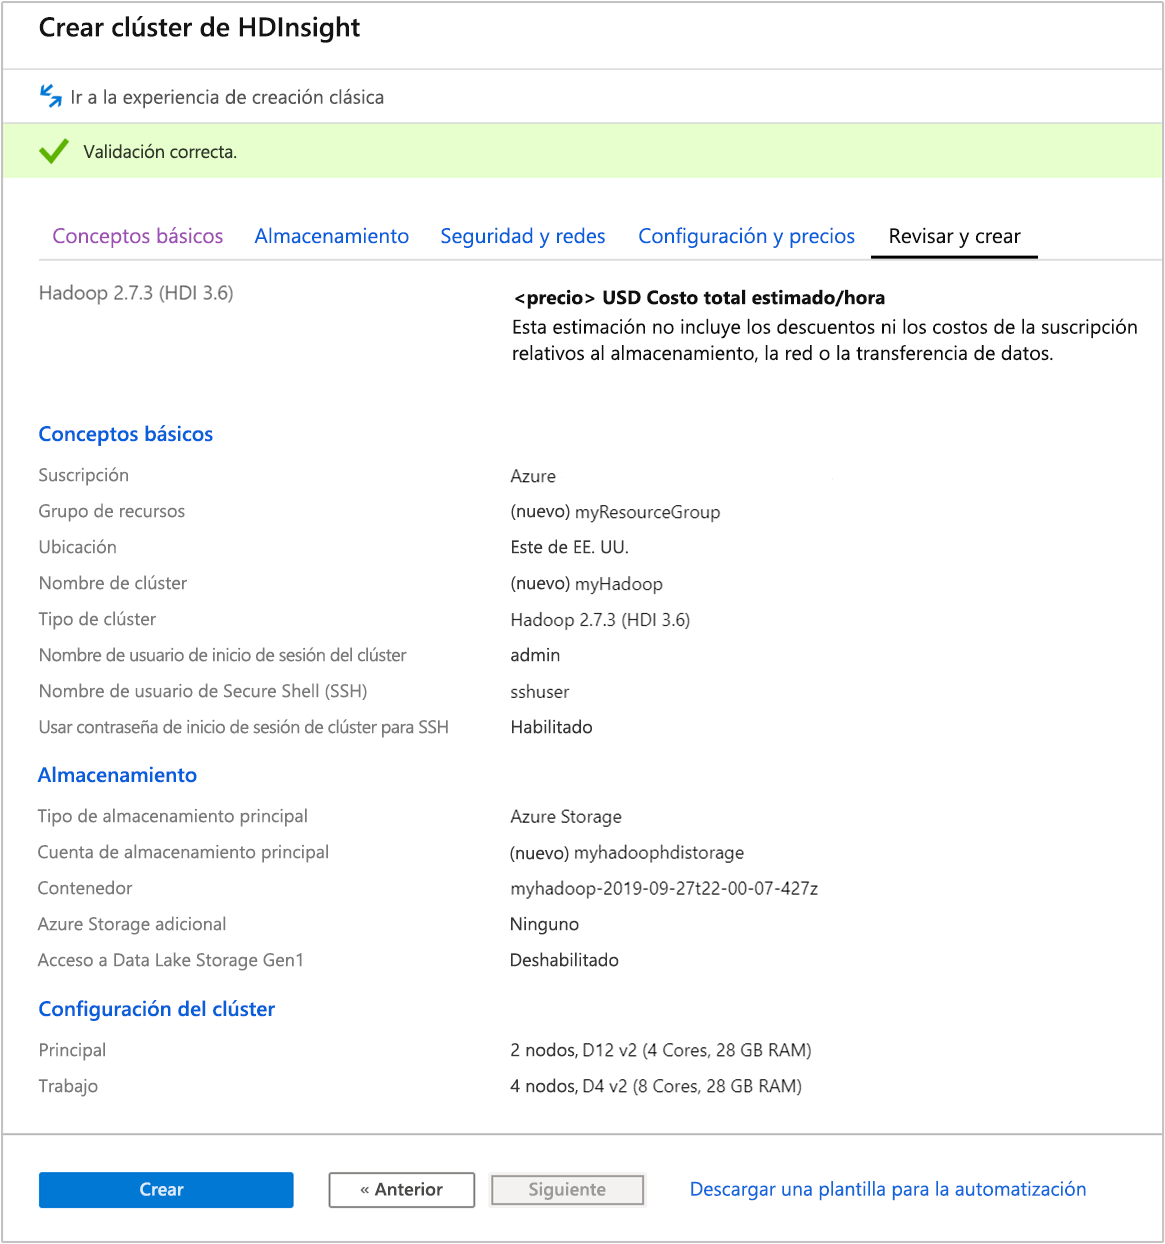 Crear clúster de HDInsight
Ir a la experiencia de creación clásica
Validación correcta.
Conceptos básicos Almacenamiento Seguridad y redes Configuración y precios Revisar y crear
Hadoop 2.7.3 (HDI 3.6)
<precio> USD Costo total estimado/hora
Esta estimación no incluye los descuentos ni los costos de la suscripción
relativos al almacenamiento, la red o la transferencia de datos.
Conceptos básicos
Suscripción Azure
Grupo de recursos (nuevo) myResourceGroup
Ubicación Este de EE. UU.
Nombre de clúster (nuevo) myHadoop
Tipo de clúster Hadoop 2.7.3 (HDI 3.6)
Nombre de usuario de inicio de sesión del clúster admin
Nombre de usuario de Secure Shell (SSH) sshuser
Usar contraseña de inicio de sesión de clúster para SSH Habilitado
Almacenamiento
Tipo de almacenamiento principal Azure Storage
Cuenta de almacenamiento principal (nuevo) myhadoophdistorage
Contenedor myhadoop-2019-09-27t22-00-07-427z
Azure Storage adicional Ninguno
Acceso a Data Lake Storage Gen1 Deshabilitado
Configuración del clúster
Principal 2 nodos, D12 v2 (4 Cores, 28 GB RAM)
Trabajo 4 nodos, D4 v2 (8 Cores, 28 GB RAM)
Crear « Anterior Siguiente Descargar una plantilla para la automatización